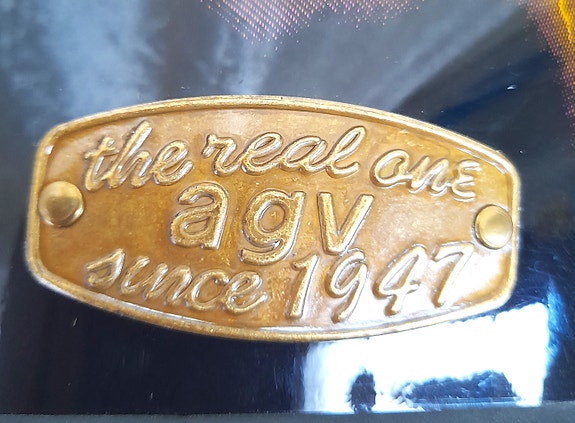 the real one
agv
since 1947